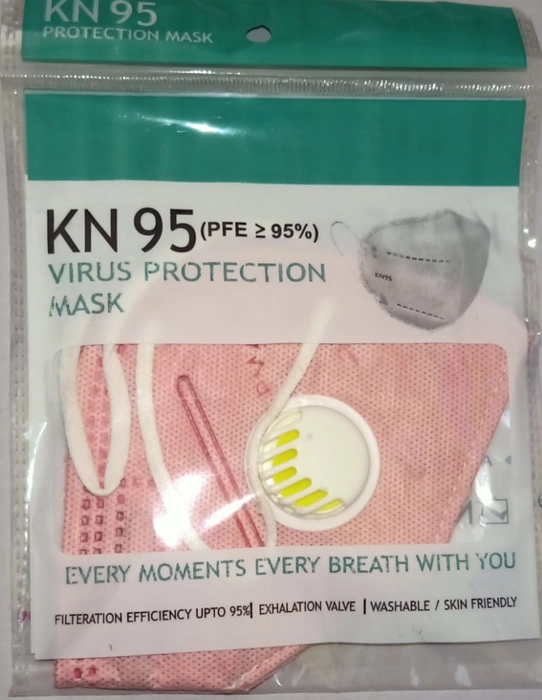 KN 95
PROTECTION MASK
KN 95 (PFE ≥ 95%)
VIRUS PROTECTION
MASK
KN95
EVERY MOMENTS EVERY BREATH WITH YOU
FILTERATION EFFICIENCY UPTO 95% | EXHALATION VALVE | WASHABLE / SKIN FRIENDLY